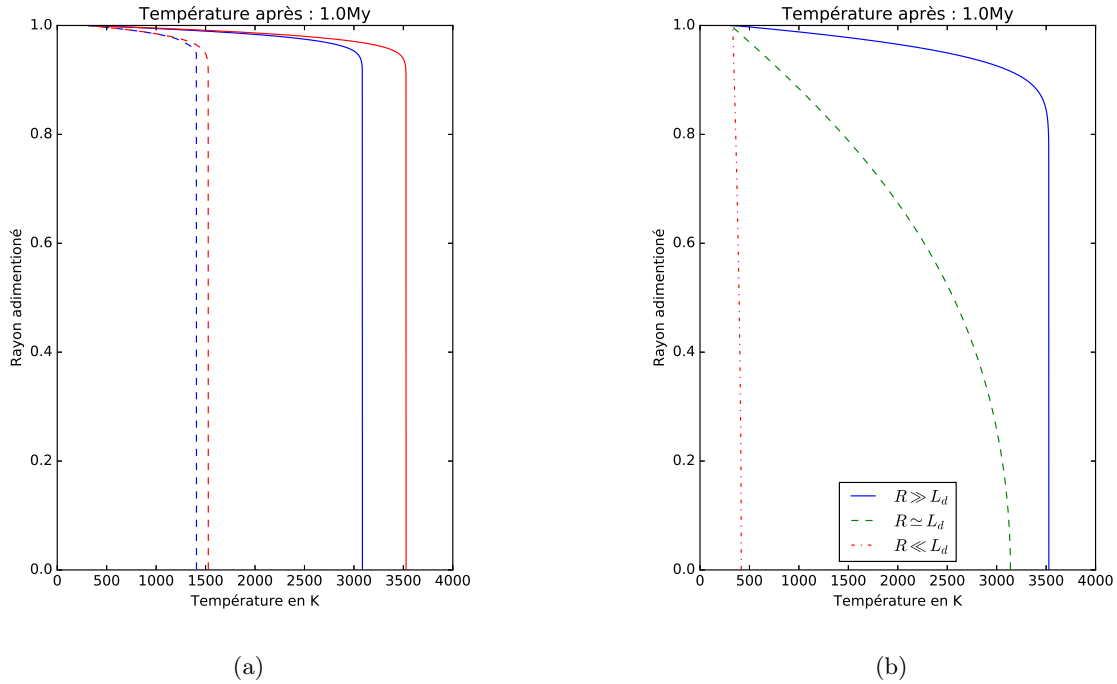 Température après : 1.0My
1.0
0.8
0.6
0.4
0.2
0.0
Rayon adimentioné
0 500 1000 1500 2000 2500 3000 3500 4000
Température en K
(a)
Température après : 1.0My
1.0
0.8
0.6
0.4
0.2
0.0
Rayon adimentioné
R ≫ L_d
R ≃ L_d
R ≪ L_d
0 500 1000 1500 2000 2500 3000 3500 4000
Température en K
(b)